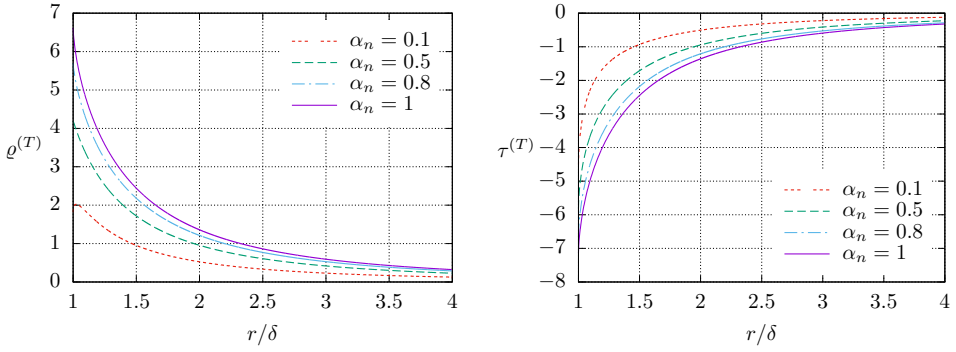 7
6
5
4
3
2
1
0
ϱ^(T)
1 1.5 2 2.5 3 3.5 4
r/δ
α_n = 0.1
α_n = 0.5
α_n = 0.8
α_n = 1
0
−1
−2
−3
−4
−5
−6
−7
−8
τ^(T)
1 1.5 2 2.5 3 3.5 4
r/δ
α_n = 0.1
α_n = 0.5
α_n = 0.8
α_n = 1